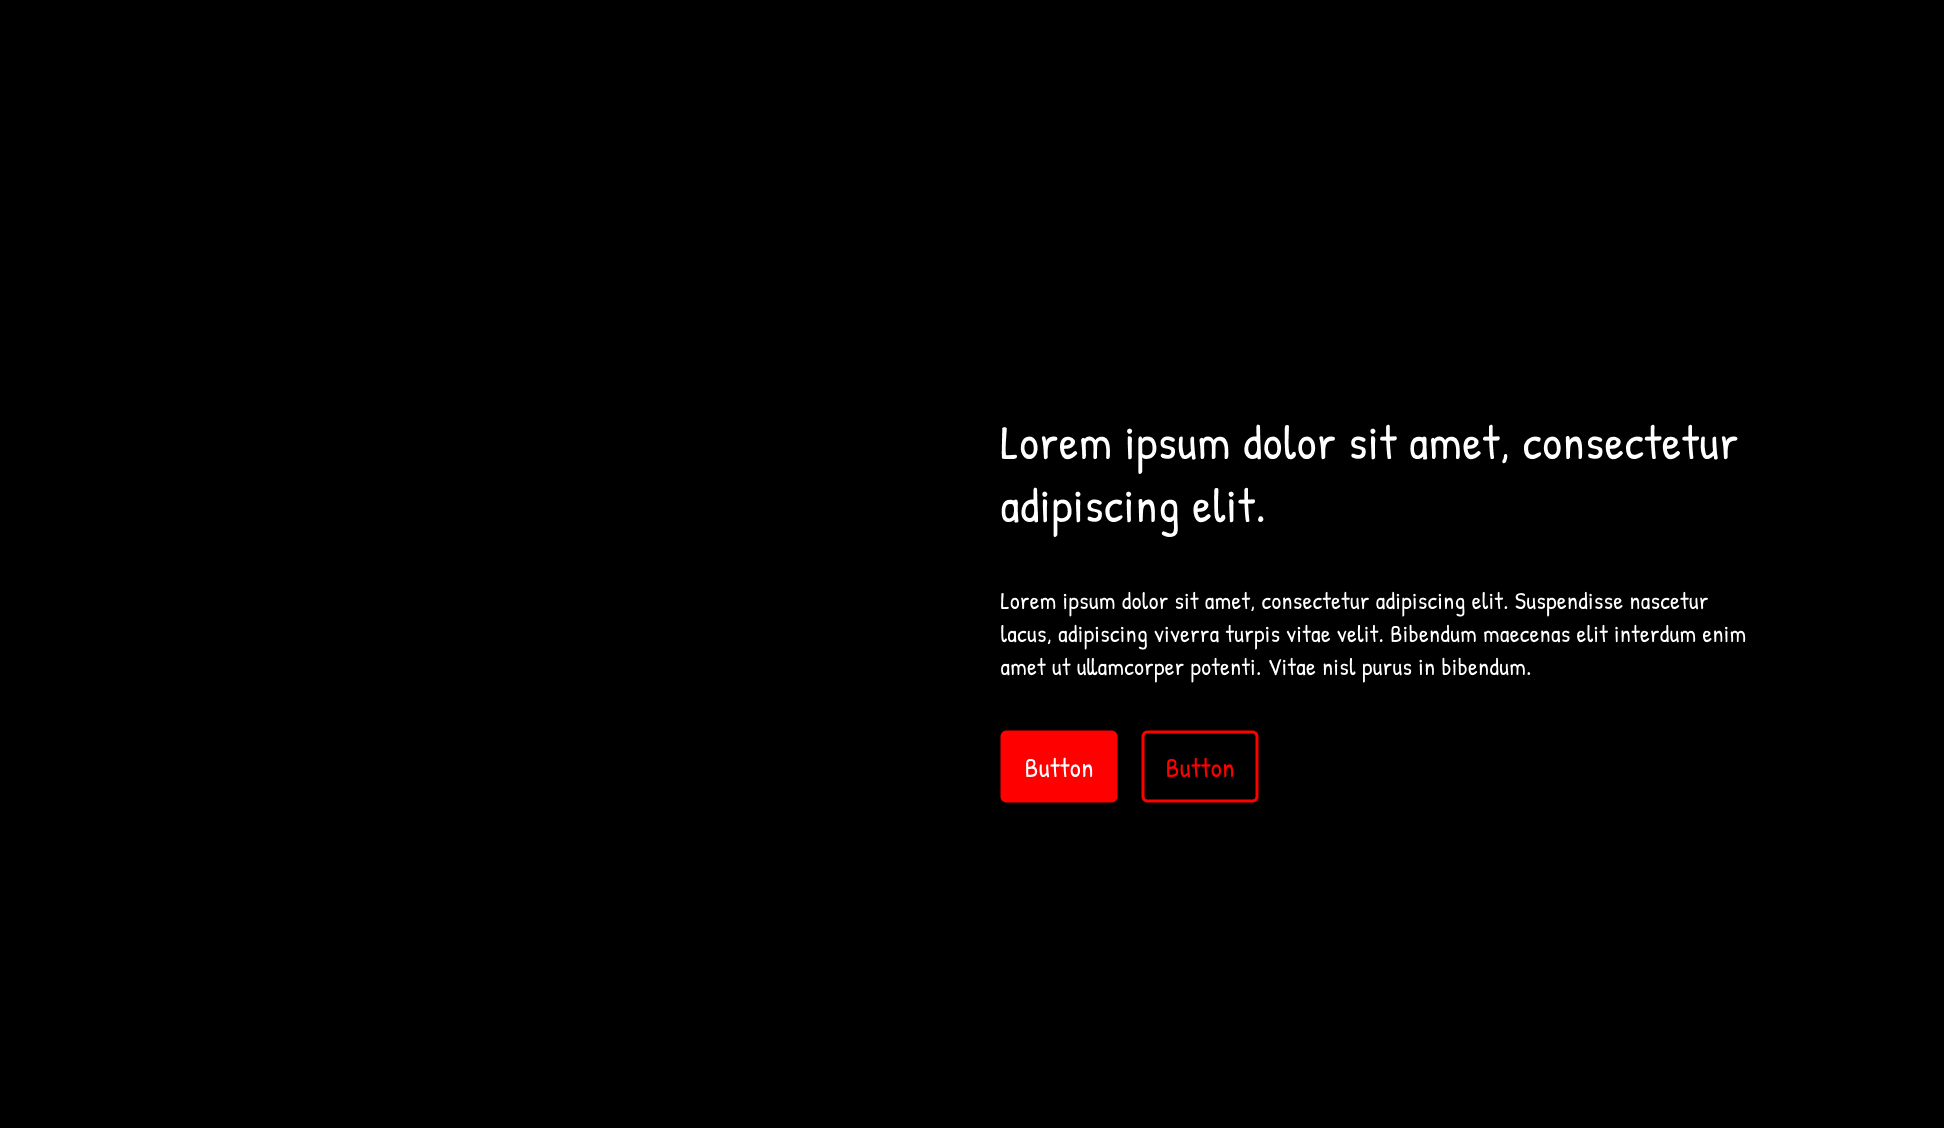 Lorem ipsum dolor sit amet, consectetur
adipiscing elit.
Lorem ipsum dolor sit amet, consectetur adipiscing elit. Suspendisse nascetur
lacus, adipiscing viverra turpis vitae velit. Bibendum maecenas elit interdum enim
amet ut ullamcorper potenti. Vitae nisl purus in bibendum.
Button
Button